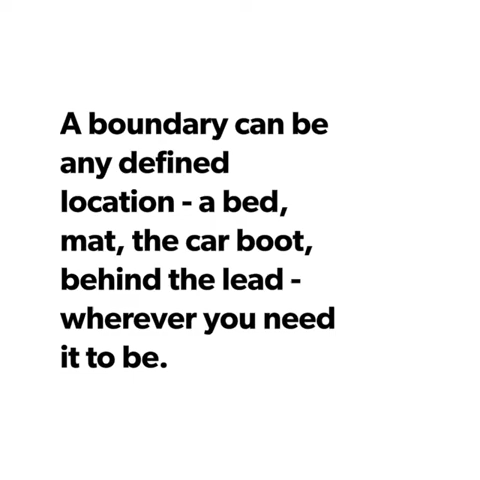 A boundary can be
any defined
location - a bed,
mat, the car boot,
behind the lead -
wherever you need
it to be.